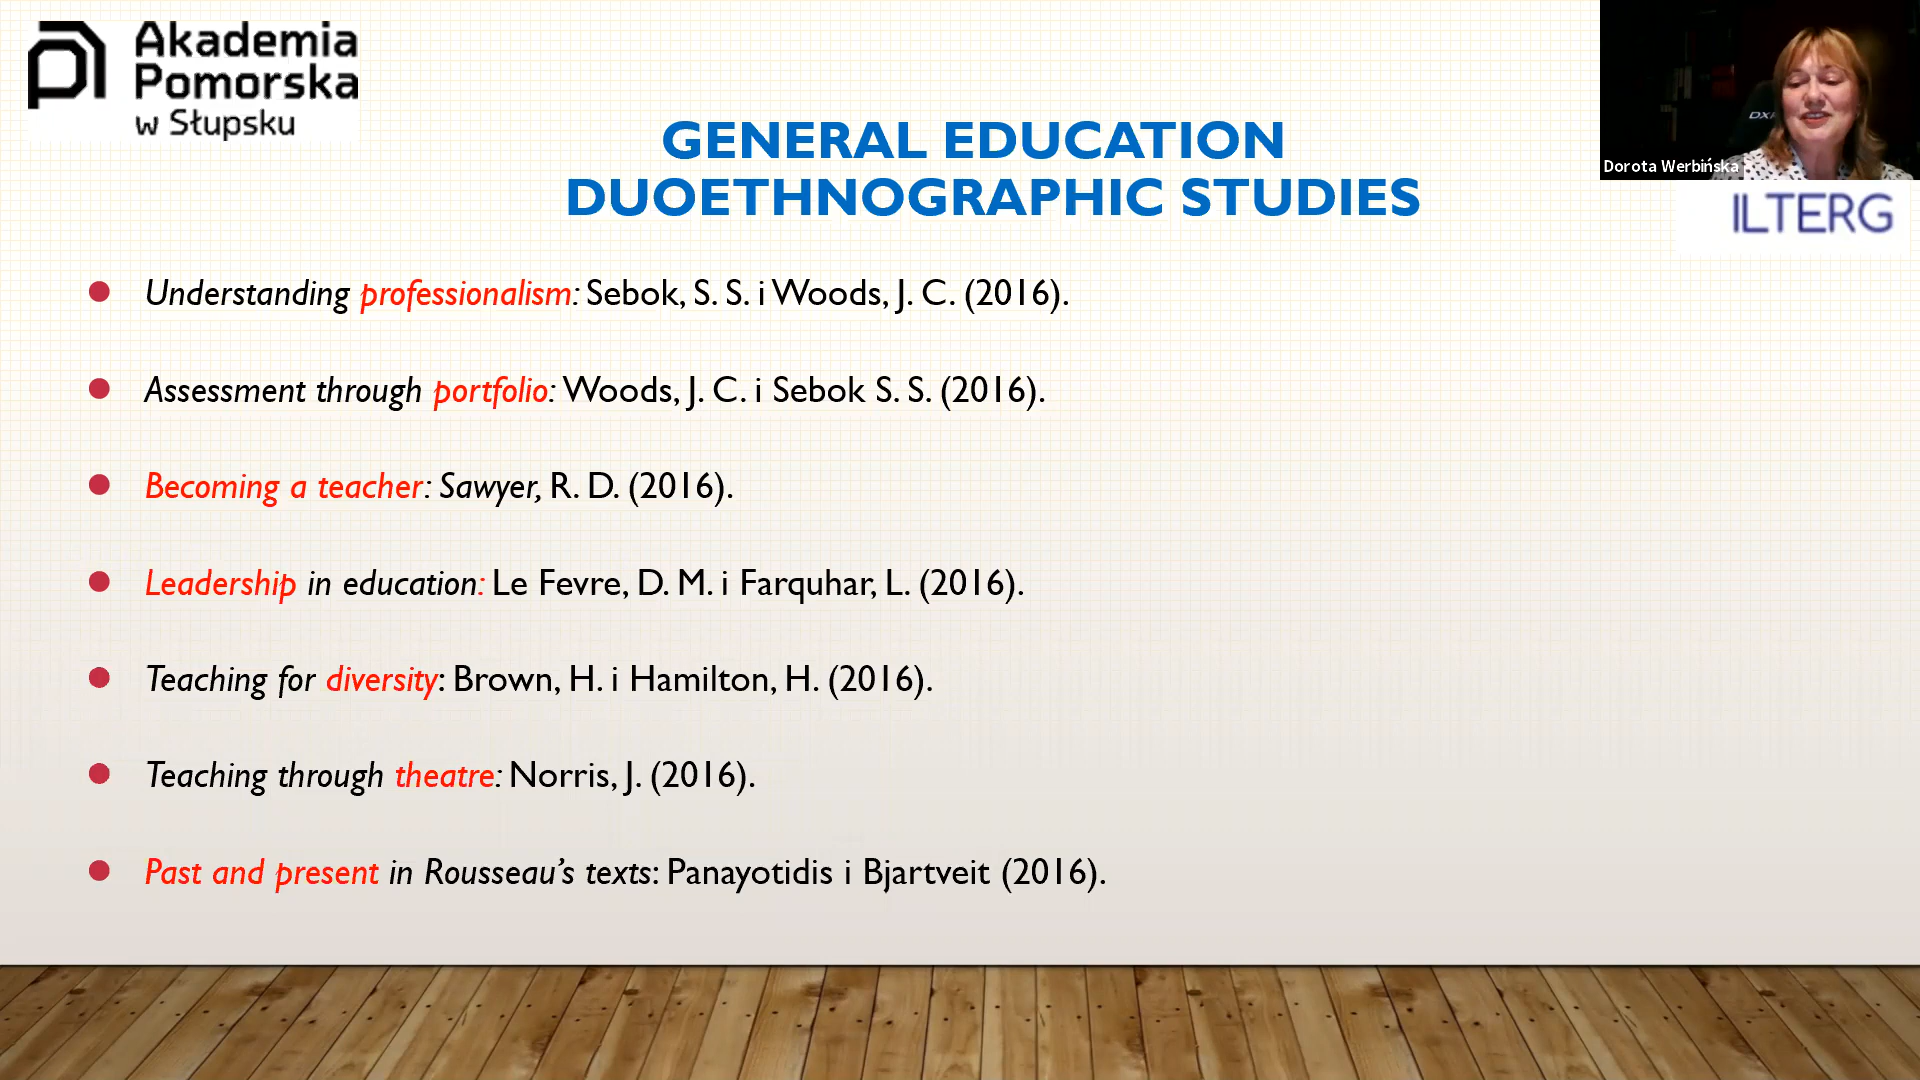 Akademia
Pomorska
w Słupsku
GENERAL EDUCATION
DUOETHNOGRAPHIC STUDIES
Dorota Werbińska
ILTERG
Understanding professionalism: Sebok, S. S. i Woods, J. C. (2016).
Assessment through portfolio: Woods, J. C. i Sebok S. S. (2016).
Becoming a teacher: Sawyer, R. D. (2016).
Leadership in education: Le Fevre, D. M. i Farquhar, L. (2016).
Teaching for diversity: Brown, H. i Hamilton, H. (2016).
Teaching through theatre: Norris, J. (2016).
Past and present in Rousseau’s texts: Panayotidis i Bjartveit (2016).